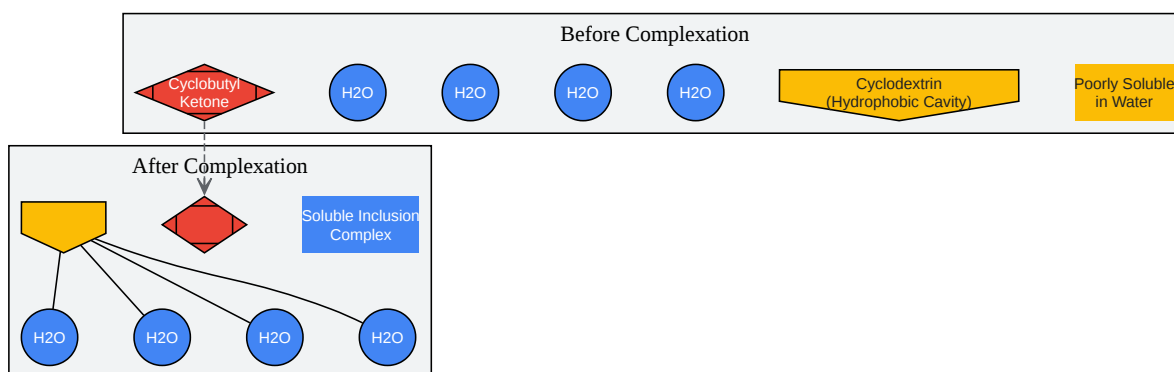 Before Complexation
Cyclobutyl
Ketone
H2O
H2O
H2O
H2O
Cyclodextrin
(Hydrophobic Cavity)
Poorly Soluble
in Water
After Complexation
Soluble Inclusion
Complex
H2O
H2O
H2O
H2O